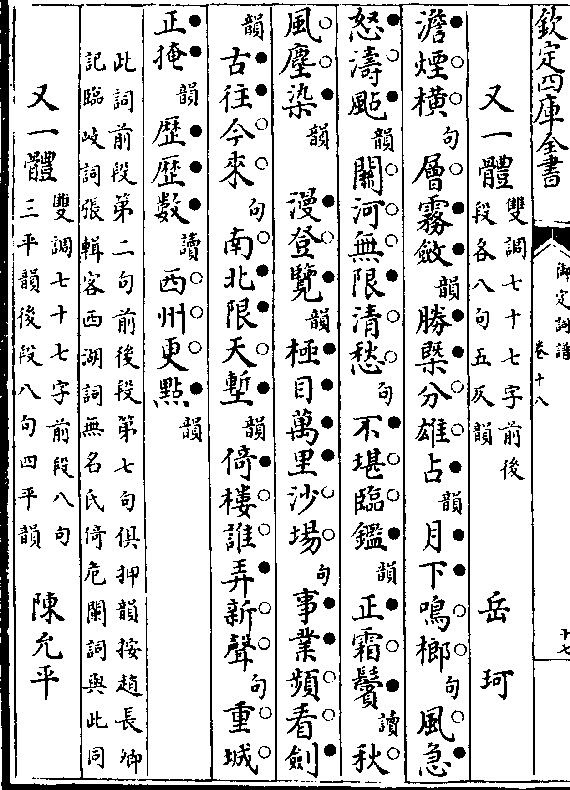 欽定四庫全書
御定詞譜
卷十八
十七
又一體
雙調七十七字前後
段各八句五仄韻
岳珂
澹煙橫句層霧斂韻勝槩分雄占韻月下鳴榔句風急
怒濤颭韻關河無限清愁句不堪臨鑑韻正霜鬢讀秋
風塵染韻 漫登覽韻極目萬里沙場句事業頻看劍
韻古往今來句南北限天塹韻倚樓誰弄新聲句重城
正掩韻歷歷數讀西州更點韻
此詞前段第二句前後段第七句俱押韻按趙長卿
記臨岐詞張輯客西湖詞無名氏倚危闌詞與此同
又一體
雙調七十七字前段八句
三平韻後段八句四平韻
陳允平